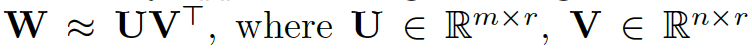 W ≈ UV⊤, where U ∈ ℝ^{m×r}, V ∈ ℝ^{n×r}